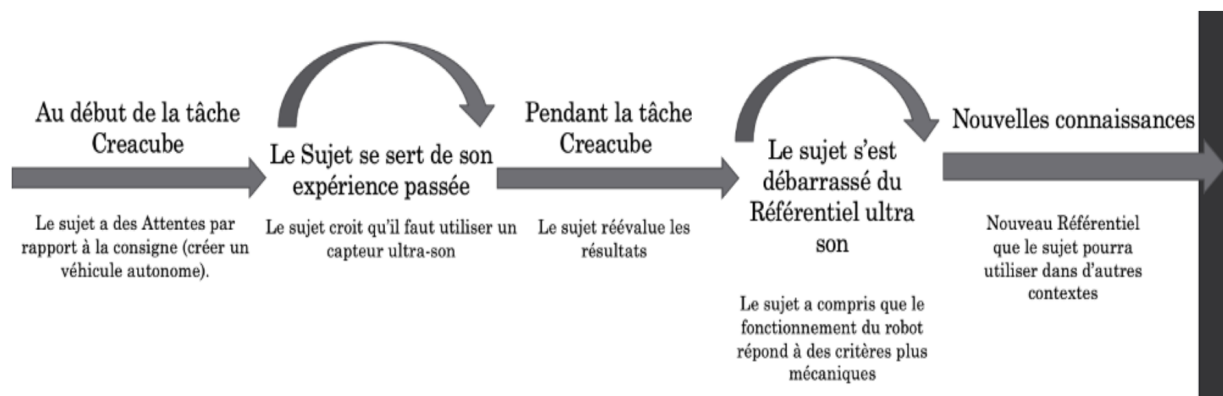 Au début de la tâche
Creacube
Le sujet a des Attentes par
rapport à la consigne (créer un
véhicule autonome).
Le Sujet se sert de son
expérience passée
Le sujet croit qu'il faut utiliser un
capteur ultra-son
Pendant la tâche
Creacube
Le sujet réévalue les
résultats
Le sujet s'est
débarrassé du
Référentiel ultra
son
Le sujet a compris que le
fonctionnement du robot
répond à des critères plus
mécaniques
Nouvelles connaissances
Nouveau Référentiel
que le sujet pourra
utiliser dans d'autres
contextes